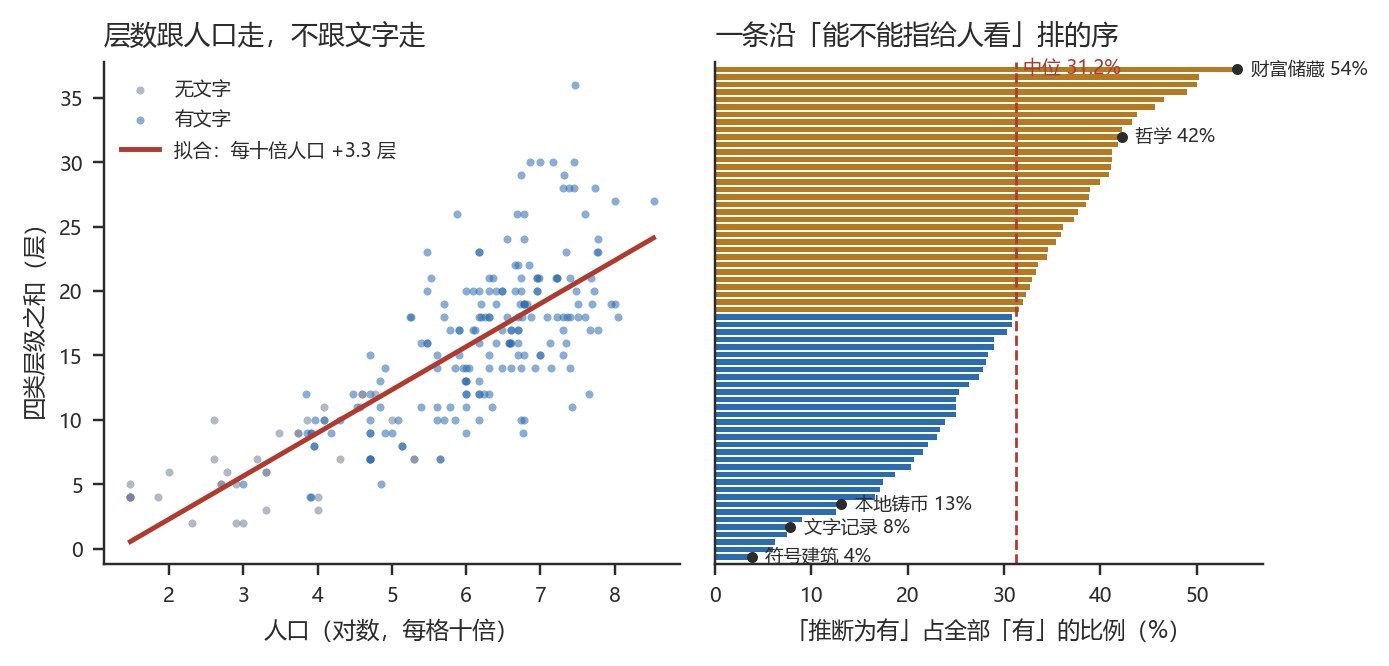 层数跟人口走，不跟文字走
无文字
有文字
拟合：每十倍人口 +3.3 层
四类层级之和（层）
35
30
25
20
15
10
5
0
2
3
4
5
6
7
8
人口（对数，每格十倍）
一条沿「能不能指给人看」排的序
中位 31.2%
财富储藏 54%
哲学 42%
本地铸币 13%
文字记录 8%
符号建筑 4%
0
10
20
30
40
50
「推断为有」占全部「有」的比例（%）